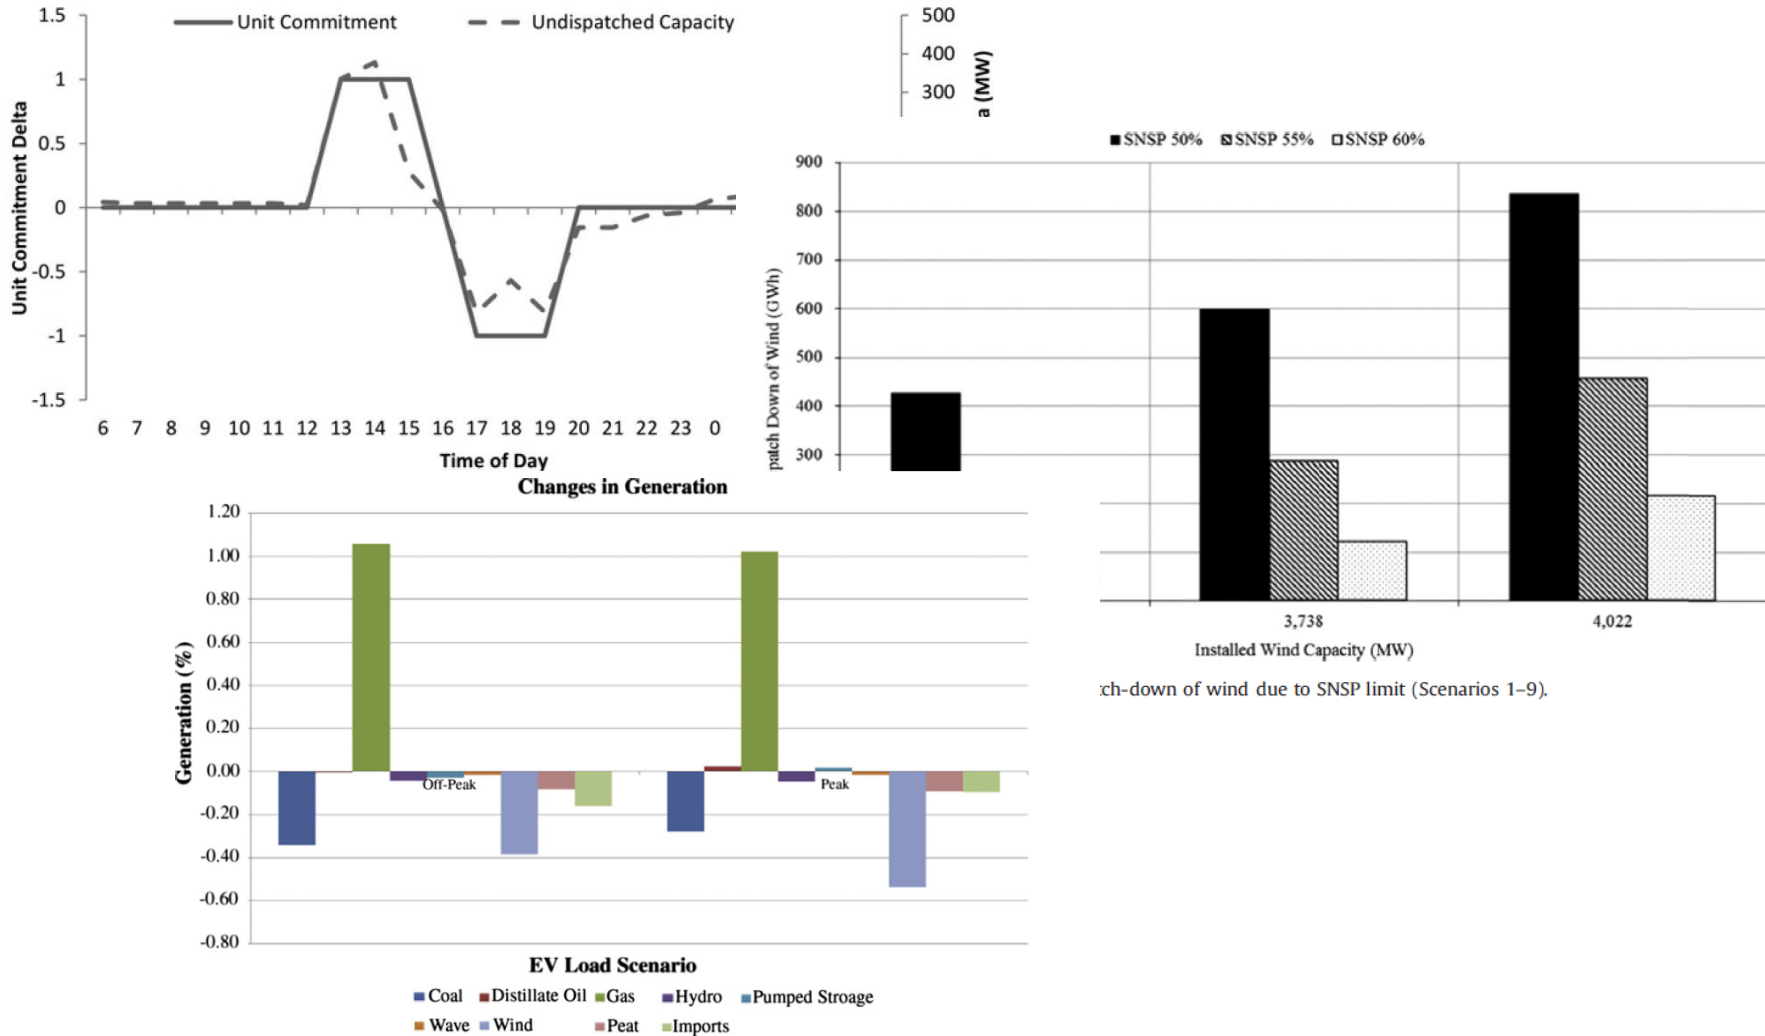 1.5
1
0.5
0
-0.5
-1
-1.5
Unit Commitment Delta
Unit Commitment
Undispatched Capacity
6 7 8 9 10 11 12 13 14 15 16 17 18 19 20 21 22 23 0
Time of Day
500
400
300
a (MW)
SNSP 50% SNSP 55% SNSP 60%
900
800
700
600
500
400
300
patch Down of Wind (GWh)
3,738 4,022
Installed Wind Capacity (MW)
tch-down of wind due to SNSP limit (Scenarios 1–9).
Changes in Generation
1.20
1.00
0.80
0.60
0.40
0.20
0.00
-0.20
-0.40
-0.60
-0.80
Generation (%)
Off-Peak Peak
EV Load Scenario
Coal Distillate Oil Gas Hydro Pumped Stroage
Wave Wind Peat Imports